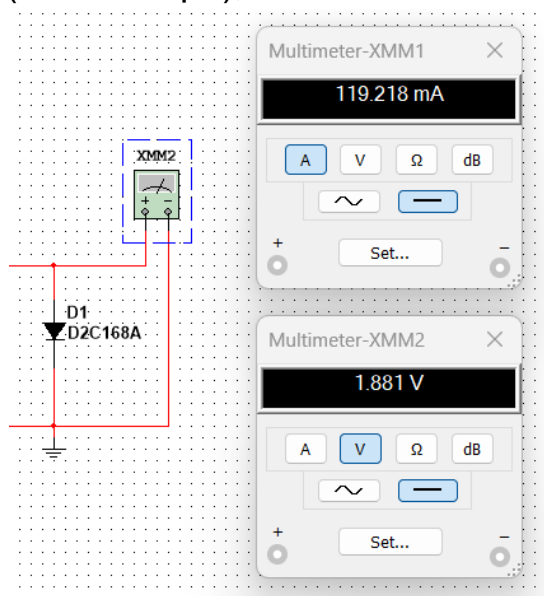 XMM2
+ -
D1
D2C168A
Multimeter-XMM1
119.218 mA
A V Ω dB
+ Set... -
Multimeter-XMM2
1.881 V
A V Ω dB
+ Set... -